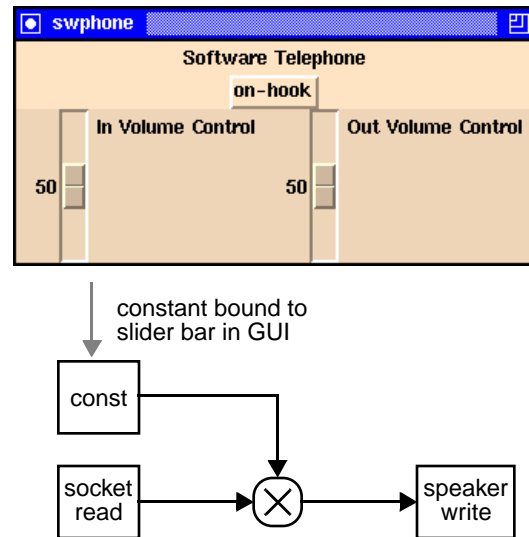 swphone
Software Telephone
on-hook
In Volume Control
Out Volume Control
50
50
constant bound to
slider bar in GUI
const
socket
read
speaker
write